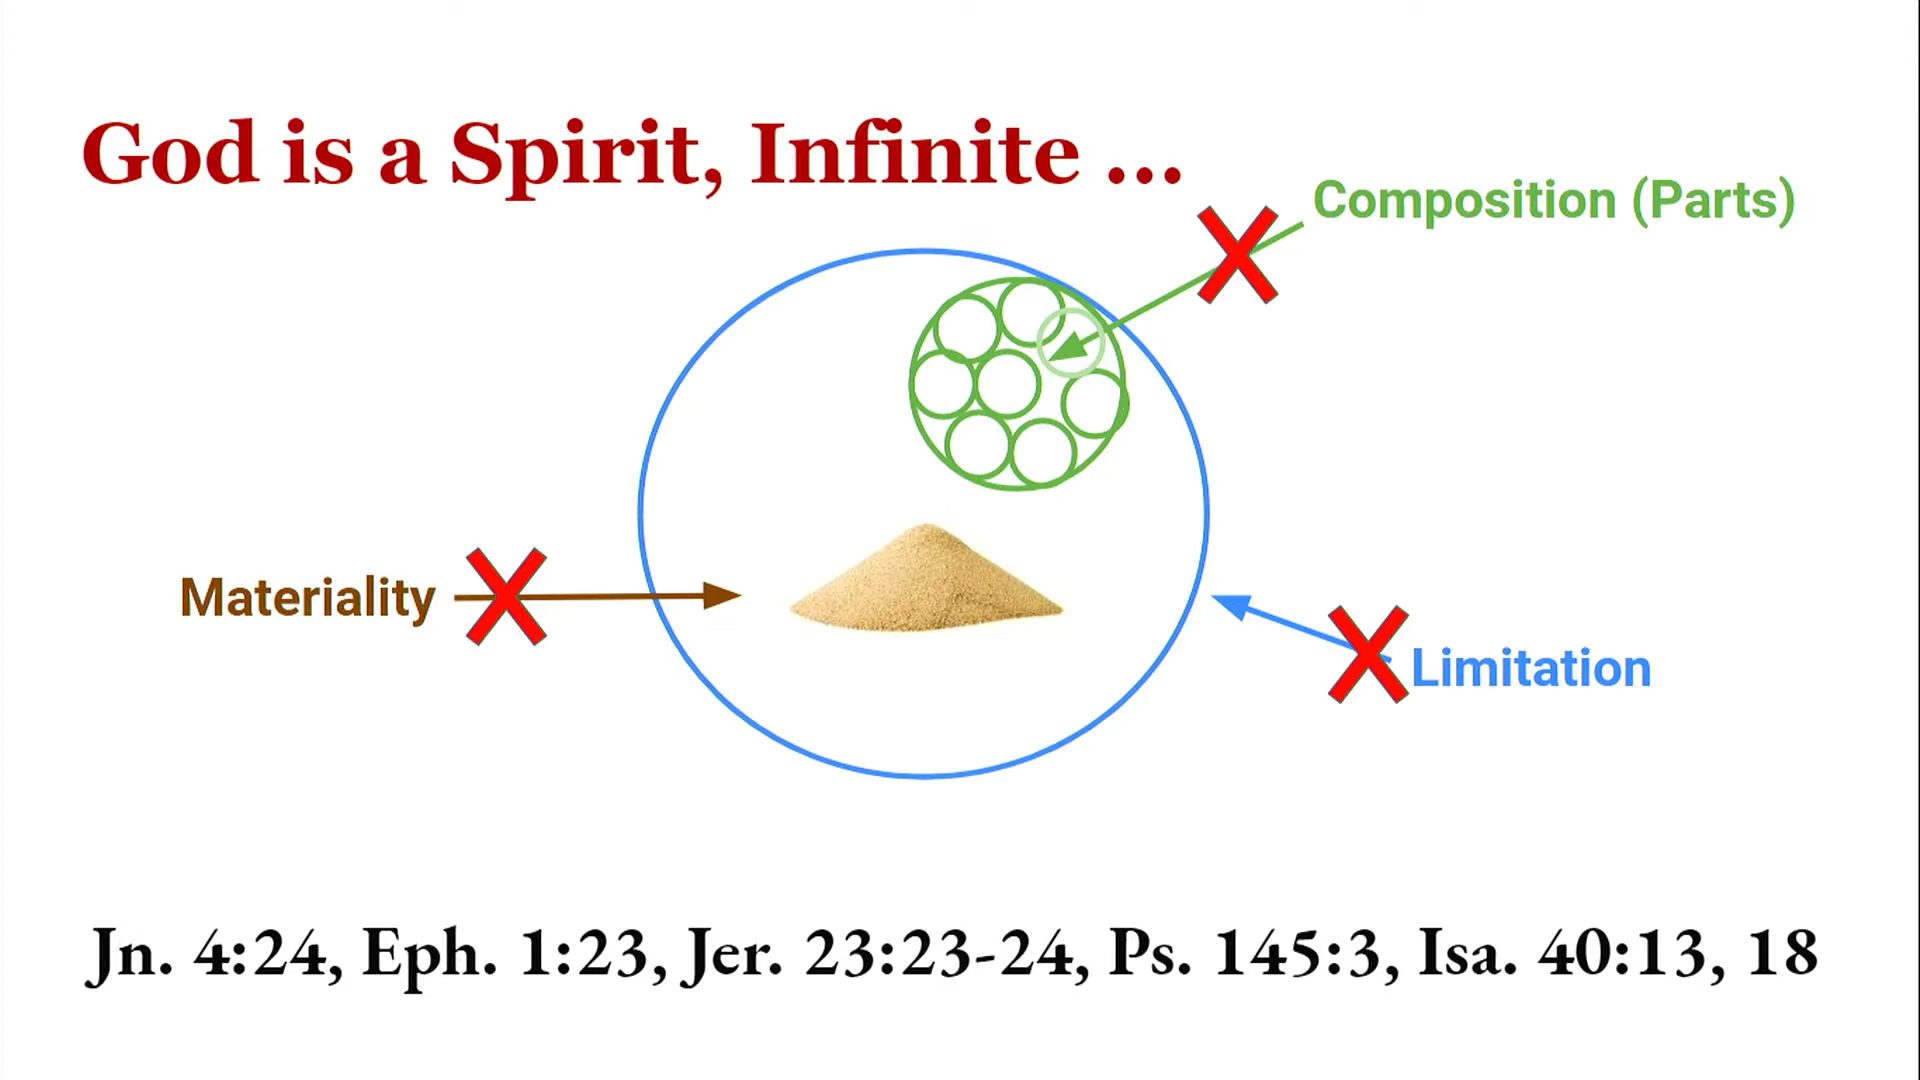 God is a Spirit, Infinite ...
Composition (Parts)
Materiality
Limitation
Jn. 4:24, Eph. 1:23, Jer. 23:23-24, Ps. 145:3, Isa. 40:13, 18